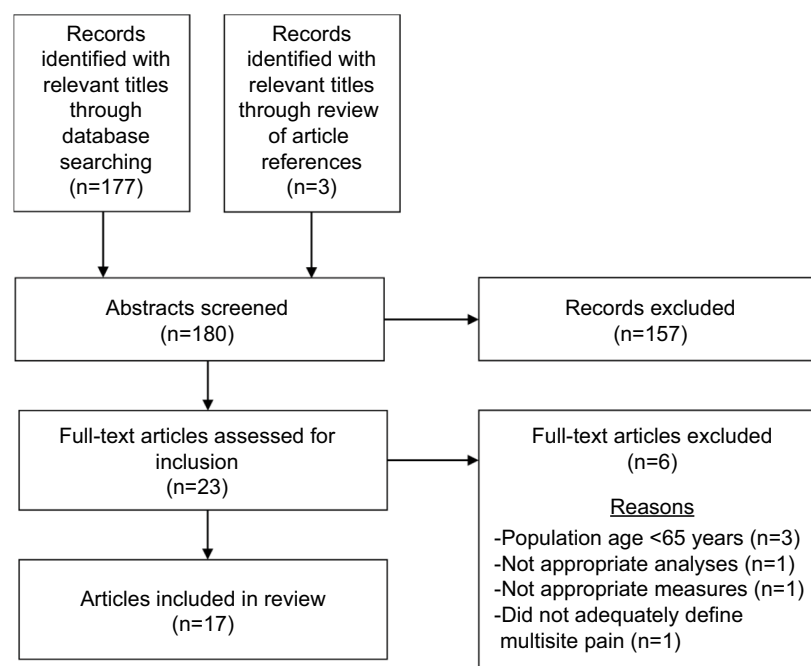 Records
identified with
relevant titles
through
database
searching
(n=177)
Records
identified with
relevant titles
through review
of article
references
(n=3)
Abstracts screened
(n=180)
Records excluded
(n=157)
Full-text articles assessed for
inclusion
(n=23)
Full-text articles excluded
(n=6)
Reasons
-Population age <65 years (n=3)
-Not appropriate analyses (n=1)
-Not appropriate measures (n=1)
-Did not adequately define
multisite pain (n=1)
Articles included in review
(n=17)